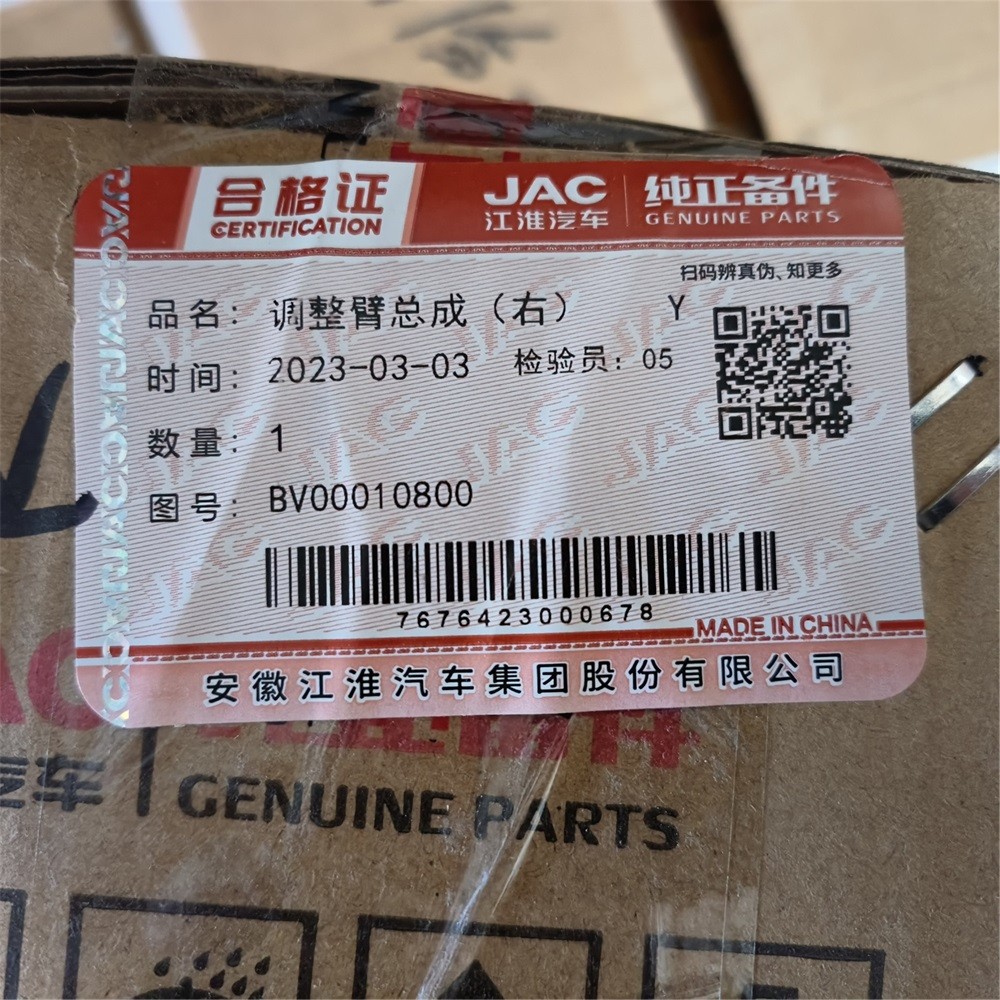 合格证
CERTIFICATION
JAC
江淮汽车
纯正备件
GENUINE PARTS
扫码辨真伪、知更多
品名：调整臂总成（右） Y
时间：2023-03-03 检验员：05
数量：1
图号：BV00010800
7676423000678
MADE IN CHINA
安徽江淮汽车集团股份有限公司
汽车
GENUINE PARTS